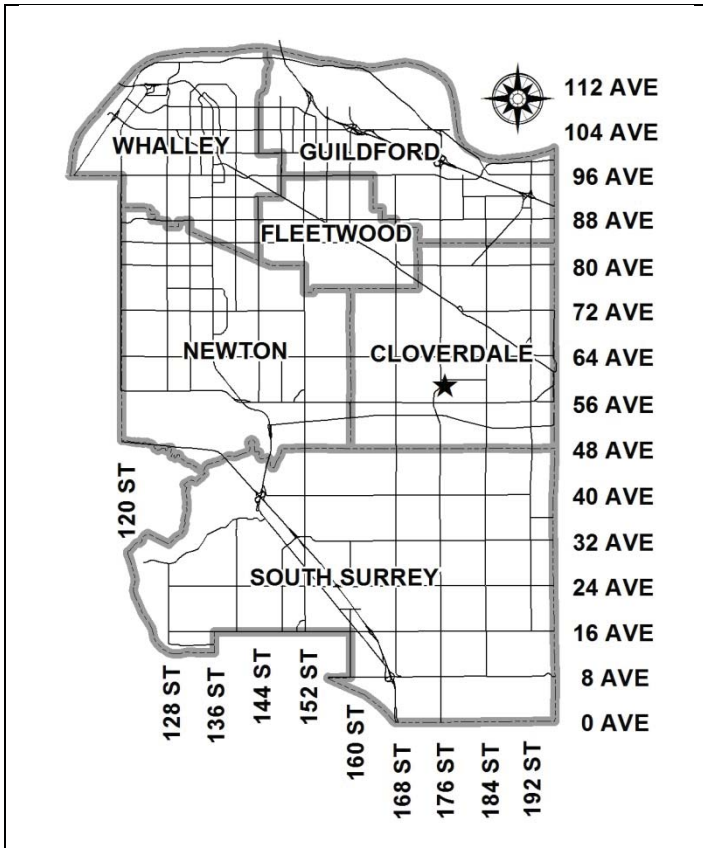 112 AVE
104 AVE
WHALLEY
GUILDFORD
96 AVE
88 AVE
FLEETWOOD
80 AVE
72 AVE
NEWTON
CLOVERDALE
64 AVE
56 AVE
48 AVE
120 ST
40 AVE
32 AVE
SOUTH SURREY
24 AVE
16 AVE
128 ST
136 ST
144 ST
152 ST
8 AVE
160 ST
0 AVE
168 ST
176 ST
184 ST
192 ST